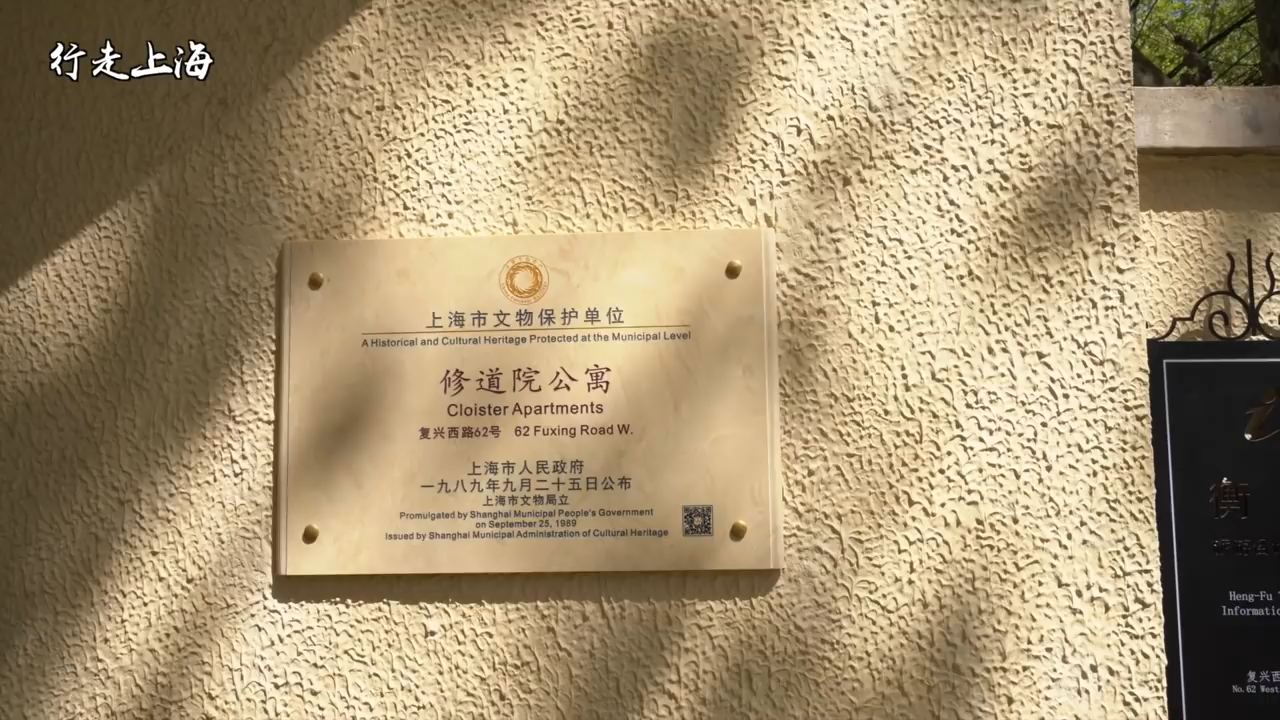 行走上海
上海市文物保护单位
A Historical and Cultural Heritage Protected at the Municipal Level
修道院公寓
Cloister Apartments
复兴西路62号 62 Fuxing Road W.
上海市人民政府
一九八九年九月二十五日公布
上海市文物局立
Promulgated by Shanghai Municipal People's Government
on September 25, 1989
Issued by Shanghai Municipal Administration of Cultural Heritage
衡
Heng-Fu
Informatio
复兴西
No.62 West